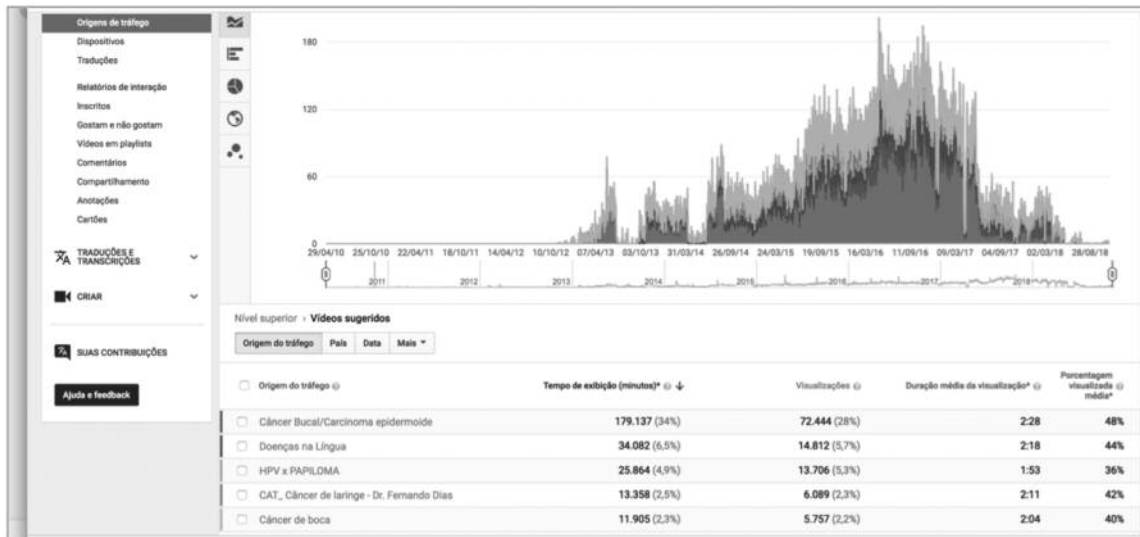 Origens de tráfego
Dispositivos
Traduções
Relatórios de interação
Inscritos
Gostam e não gostam
Vídeos em playlists
Comentários
Compartilhamento
Anotações
Cartões
TRADUÇÕES E
TRANSCRIÇÕES
CRIAR
SUAS CONTRIBUIÇÕES
Ajuda e feedback
180
120
60
0
29/04/10 25/10/10 22/04/11 18/10/11 14/04/12 10/10/12 07/04/13 03/10/13 31/03/14 26/09/14 24/03/15 19/09/15 16/03/16 11/09/16 09/03/17 04/09/17 02/03/18 28/08/18
2011 2012 2013 2014 2015 2016 2017 2018
Nível superior › Vídeos sugeridos
Origem do tráfego País Data Mais
Origem do tráfego Tempo de exibição (minutos)* Visualizações Duração média da visualização* Porcentagem visualizada média*
Câncer Bucal/Carcinoma epidermoide 179.137 (34%) 72.444 (28%) 2:28 48%
Doenças na Língua 34.082 (6,5%) 14.812 (5,7%) 2:18 44%
HPV x PAPILOMA 25.864 (4,9%) 13.706 (5,3%) 1:53 36%
CAT_ Câncer de laringe - Dr. Fernando Dias 13.358 (2,5%) 6.089 (2,3%) 2:11 42%
Câncer de boca 11.905 (2,3%) 5.757 (2,2%) 2:04 40%